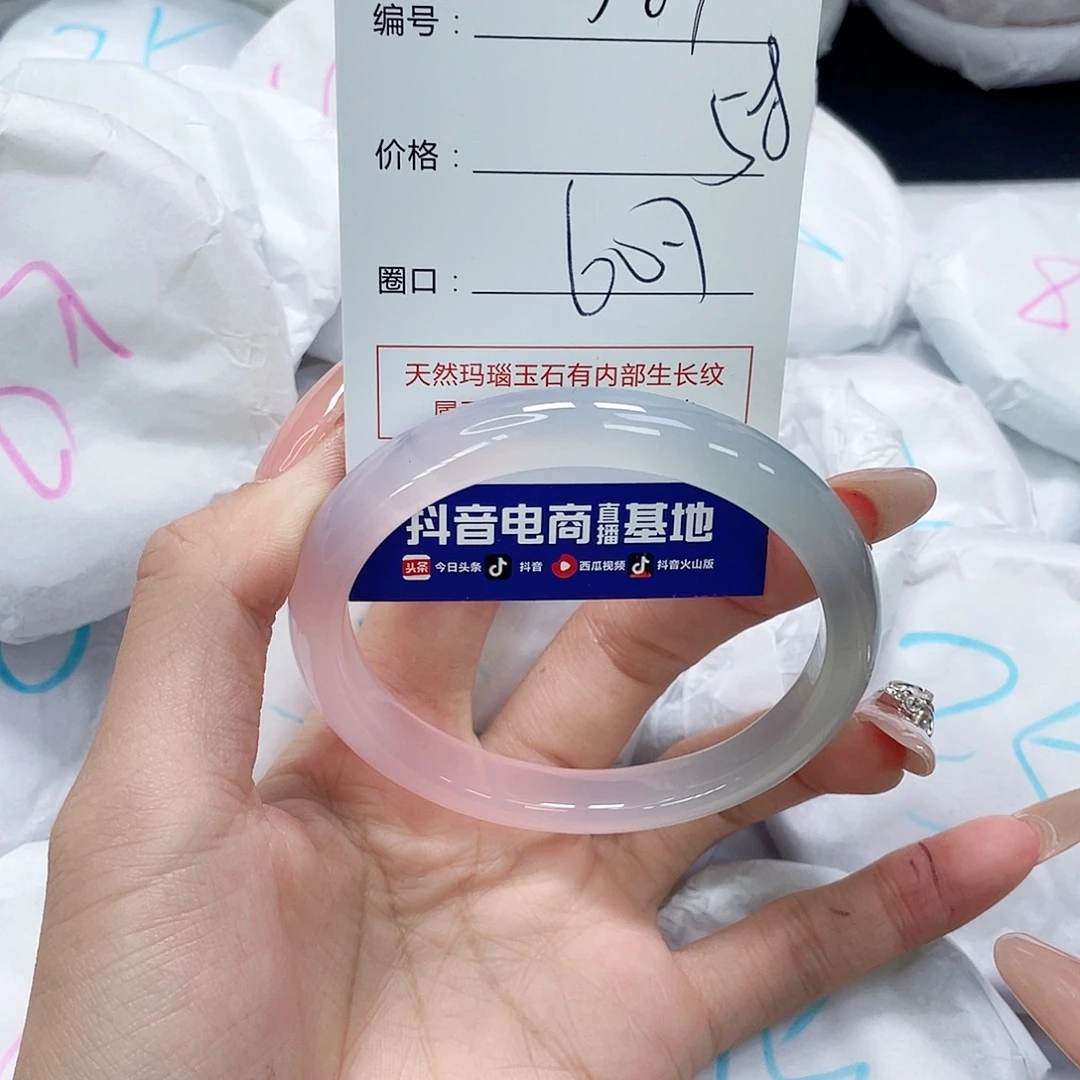 编号：
价格： 58
圈口： 60.7
天然玛瑙玉石有内部生长纹
抖音电商直播基地
头条 今日头条 抖音 西瓜视频 抖音火山版